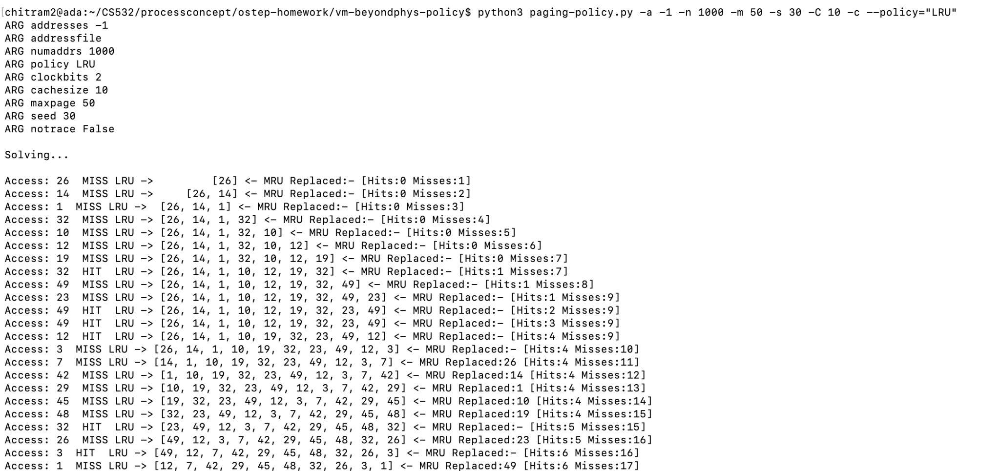 [chitram2@ada:~/CS532/processconcept/ostep-homework/vm-beyondphys-policy$ python3 paging-policy.py -a -1 -n 1000 -m 50 -s 30 -C 10 -c --policy="LRU"
ARG addresses -1
ARG addressfile
ARG numaddrs 1000
ARG policy LRU
ARG clockbits 2
ARG cachesize 10
ARG maxpage 50
ARG seed 30
ARG notrace False
Solving...
Access: 26  MISS LRU ->         [26] <- MRU Replaced:- [Hits:0 Misses:1]
Access: 14  MISS LRU ->     [26, 14] <- MRU Replaced:- [Hits:0 Misses:2]
Access: 1  MISS LRU ->  [26, 14, 1] <- MRU Replaced:- [Hits:0 Misses:3]
Access: 32  MISS LRU -> [26, 14, 1, 32] <- MRU Replaced:- [Hits:0 Misses:4]
Access: 10  MISS LRU -> [26, 14, 1, 32, 10] <- MRU Replaced:- [Hits:0 Misses:5]
Access: 12  MISS LRU -> [26, 14, 1, 32, 10, 12] <- MRU Replaced:- [Hits:0 Misses:6]
Access: 19  MISS LRU -> [26, 14, 1, 32, 10, 12, 19] <- MRU Replaced:- [Hits:0 Misses:7]
Access: 32  HIT  LRU -> [26, 14, 1, 10, 12, 19, 32] <- MRU Replaced:- [Hits:1 Misses:7]
Access: 49  MISS LRU -> [26, 14, 1, 10, 12, 19, 32, 49] <- MRU Replaced:- [Hits:1 Misses:8]
Access: 23  MISS LRU -> [26, 14, 1, 10, 12, 19, 32, 49, 23] <- MRU Replaced:- [Hits:1 Misses:9]
Access: 49  HIT  LRU -> [26, 14, 1, 10, 12, 19, 32, 23, 49] <- MRU Replaced:- [Hits:2 Misses:9]
Access: 49  HIT  LRU -> [26, 14, 1, 10, 12, 19, 32, 23, 49] <- MRU Replaced:- [Hits:3 Misses:9]
Access: 12  HIT  LRU -> [26, 14, 1, 10, 19, 32, 23, 49, 12] <- MRU Replaced:- [Hits:4 Misses:9]
Access: 3  MISS LRU -> [26, 14, 1, 10, 19, 32, 23, 49, 12, 3] <- MRU Replaced:- [Hits:4 Misses:10]
Access: 7  MISS LRU -> [14, 1, 10, 19, 32, 23, 49, 12, 3, 7] <- MRU Replaced:26 [Hits:4 Misses:11]
Access: 42  MISS LRU -> [1, 10, 19, 32, 23, 49, 12, 3, 7, 42] <- MRU Replaced:14 [Hits:4 Misses:12]
Access: 29  MISS LRU -> [10, 19, 32, 23, 49, 12, 3, 7, 42, 29] <- MRU Replaced:1 [Hits:4 Misses:13]
Access: 45  MISS LRU -> [19, 32, 23, 49, 12, 3, 7, 42, 29, 45] <- MRU Replaced:10 [Hits:4 Misses:14]
Access: 48  MISS LRU -> [32, 23, 49, 12, 3, 7, 42, 29, 45, 48] <- MRU Replaced:19 [Hits:4 Misses:15]
Access: 32  HIT  LRU -> [23, 49, 12, 3, 7, 42, 29, 45, 48, 32] <- MRU Replaced:- [Hits:5 Misses:15]
Access: 26  MISS LRU -> [49, 12, 3, 7, 42, 29, 45, 48, 32, 26] <- MRU Replaced:23 [Hits:5 Misses:16]
Access: 3  HIT  LRU -> [49, 12, 7, 42, 29, 45, 48, 32, 26, 3] <- MRU Replaced:- [Hits:6 Misses:16]
Access: 1  MISS LRU -> [12, 7, 42, 29, 45, 48, 32, 26, 3, 1] <- MRU Replaced:49 [Hits:6 Misses:17]